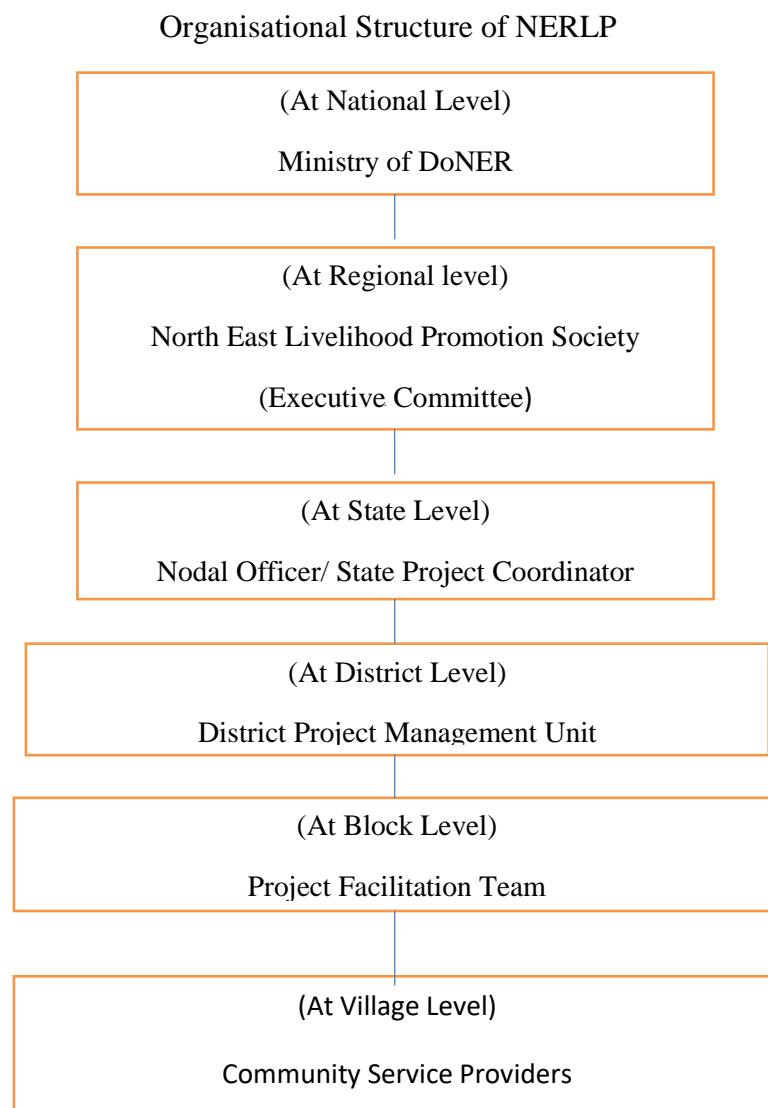 Organisational Structure of NERLP
(At National Level)
Ministry of DoNER
(At Regional level)
North East Livelihood Promotion Society
(Executive Committee)
(At State Level)
Nodal Officer/ State Project Coordinator
(At District Level)
District Project Management Unit
(At Block Level)
Project Facilitation Team
(At Village Level)
Community Service Providers